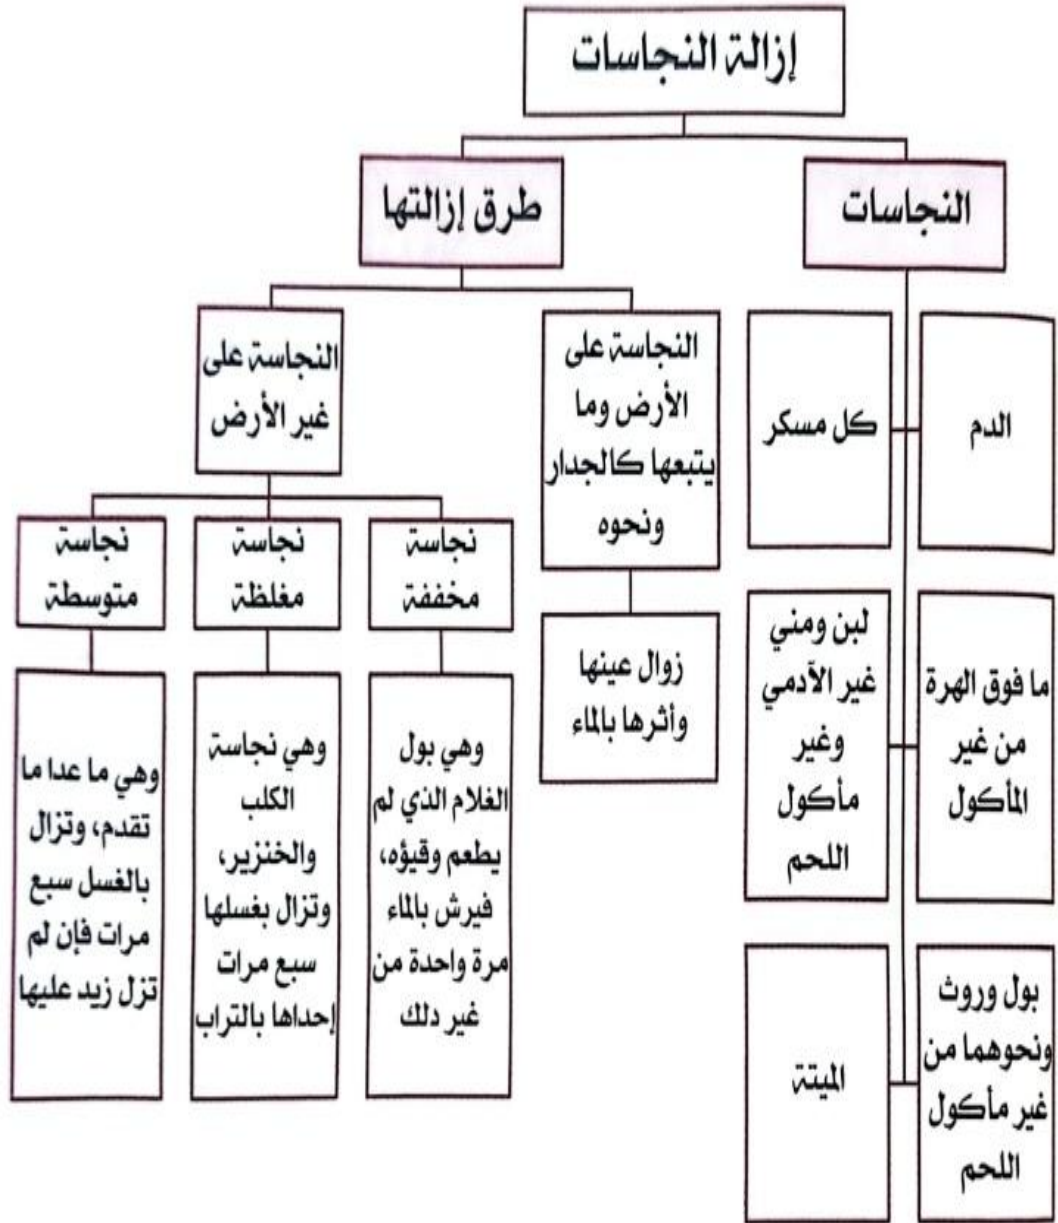 إزالة النجاسات
النجاسات
طرق إزالتها
الدم
كل مسكر
ما فوق الهرة
من غير
المأكول
لبن ومني
غير الآدمي
وغير
مأكول
اللحم
بول وروث
ونحوهما من
غير مأكول
اللحم
الميتة
النجاسة على
الأرض وما
يتبعها كالجدار
ونحوه
زوال عينها
وأثرها بالماء
النجاسة على
غير الأرض
نجاسة
مخففة
وهي بول
الغلام الذي لم
يطعم وقيؤه،
فيرش بالماء
مرة واحدة من
غير دلك
نجاسة
مغلظة
وهي نجاسة
الكلب
والخنزير،
وتزال بغسلها
سبع مرات
إحداها بالتراب
نجاسة
متوسطة
وهي ما عدا ما
تقدم، وتزال
بالغسل سبع
مرات فإن لم
تزل زيد عليها